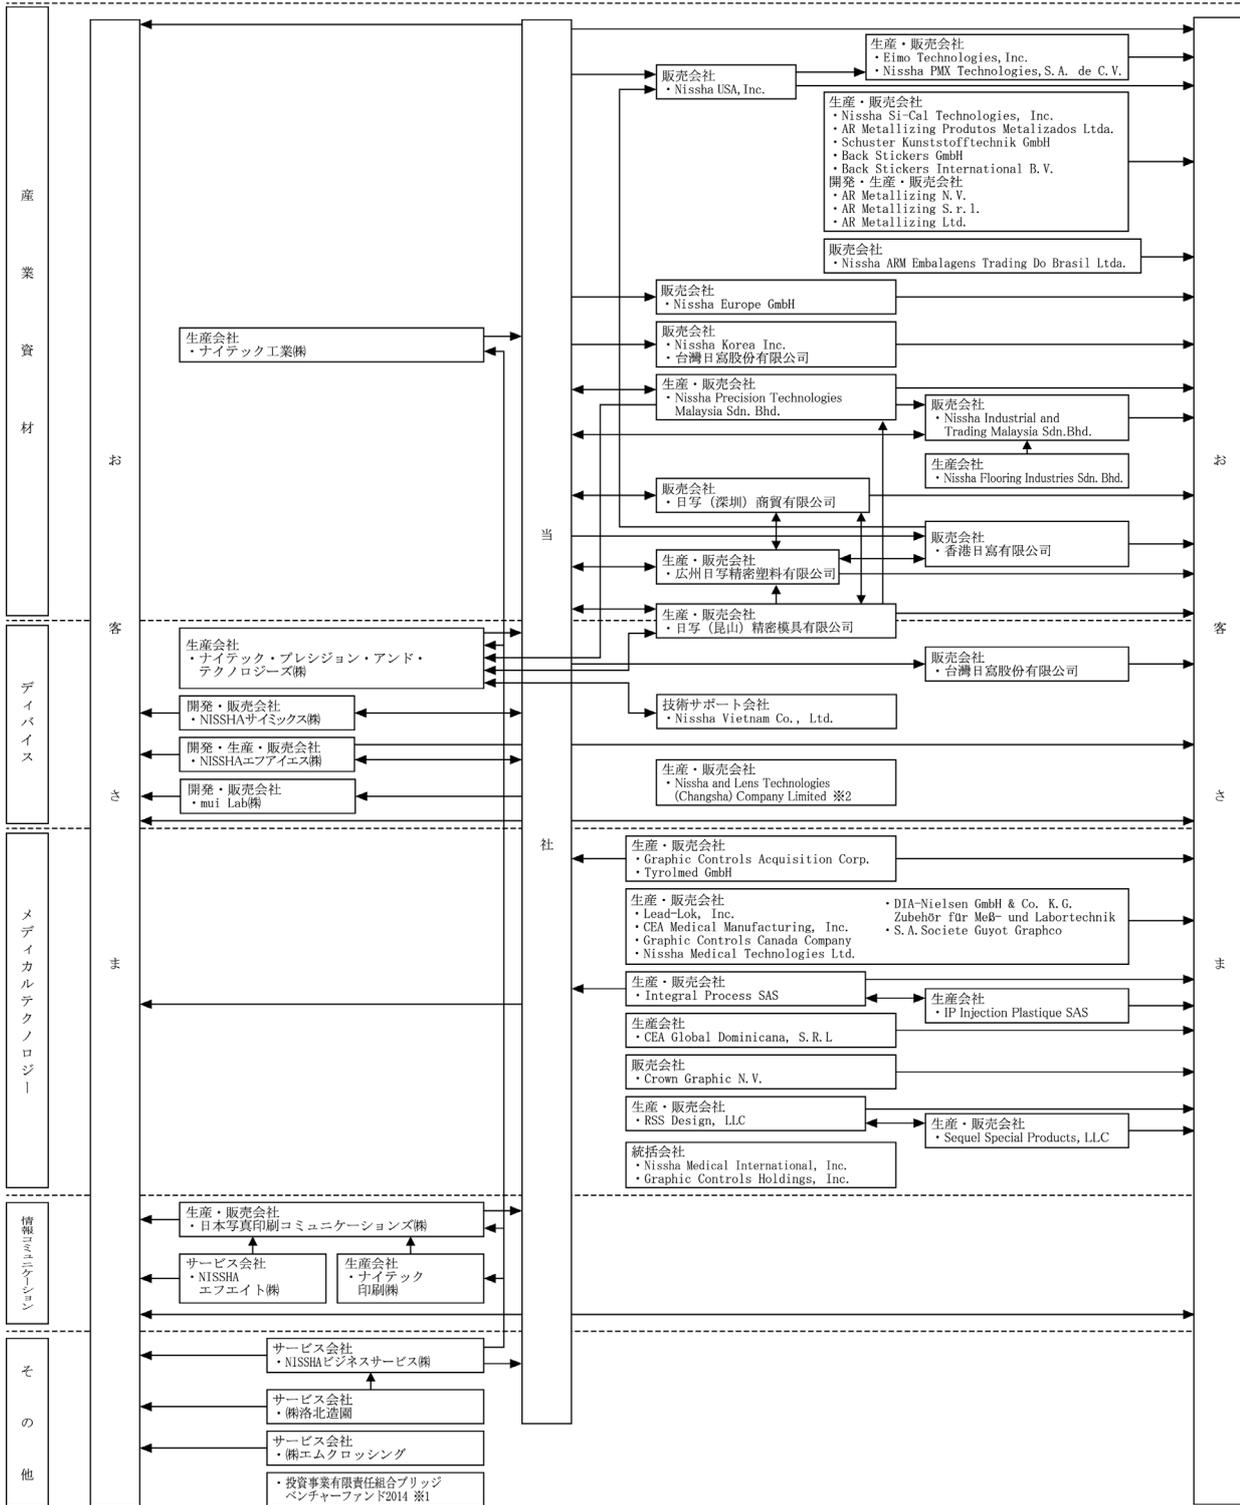 産業資材
お客さま
当社
お客さま
生産・販売会社
・Eimo Technologies, Inc.
・Nissha PMX Technologies, S.A. de C.V.
販売会社
・Nissha USA, Inc.
生産・販売会社
・Nissha Si-Cal Technologies, Inc.
・AR Metallizing Produtos Metalizados Ltda.
・Schuster Kunststofftechnik GmbH
・Back Stickers GmbH
・Back Stickers International B.V.
開発・生産・販売会社
・AR Metallizing N.V.
・AR Metallizing S.r.l.
・AR Metallizing Ltd.
販売会社
・Nissha ARM Embalagens Trading Do Brasil Ltda.
販売会社
・Nissha Europe GmbH
生産会社
・ナイテック工業㈱
販売会社
・Nissha Korea Inc.
・台灣日寫股份有限公司
生産・販売会社
・Nissha Precision Technologies
Malaysia Sdn. Bhd.
販売会社
・Nissha Industrial and
Trading Malaysia Sdn.Bhd.
生産会社
・Nissha Flooring Industries Sdn. Bhd.
販売会社
・日写（深圳）商貿有限公司
販売会社
・香港日寫有限公司
生産・販売会社
・広州日写精密塑料有限公司
生産・販売会社
・日写（昆山）精密模具有限公司
ディバイス
生産会社
・ナイテック・プレシジョン・アンド・
テクノロジーズ㈱
販売会社
・台灣日寫股份有限公司
開発・販売会社
・NISSHAサイミックス㈱
技術サポート会社
・Nissha Vietnam Co., Ltd.
開発・生産・販売会社
・NISSHAエフアイエス㈱
生産・販売会社
・Nissha and Lens Technologies
(Changsha) Company Limited ※2
開発・販売会社
・mui Lab㈱
メディカルテクノロジー
生産・販売会社
・Graphic Controls Acquisition Corp.
・Tyrolmed GmbH
生産・販売会社
・Lead-Lok, Inc.
・CEA Medical Manufacturing, Inc.
・Graphic Controls Canada Company
・Nissha Medical Technologies Ltd.
・DIA-Nielsen GmbH & Co. K.G.
Zubehör für Meß- und Labortechnik
・S.A.Societe Guyot Graphco
生産・販売会社
・Integral Process SAS
生産会社
・IP Injection Plastique SAS
生産会社
・CEA Global Dominicana, S.R.L
販売会社
・Crown Graphic N.V.
生産・販売会社
・RSS Design, LLC
生産・販売会社
・Sequel Special Products, LLC
統括会社
・Nissha Medical International, Inc.
・Graphic Controls Holdings, Inc.
情報コミュニケーション
生産・販売会社
・日本写真印刷コミュニケーションズ㈱
サービス会社
・NISSHA
エフエイト㈱
生産会社
・ナイテック
印刷㈱
その他
サービス会社
・NISSHAビジネスサービス㈱
サービス会社
・㈱洛北造園
サービス会社
・㈱エムクロッシング
・投資事業有限責任組合ブリッジ
ベンチャーファンド2014 ※1